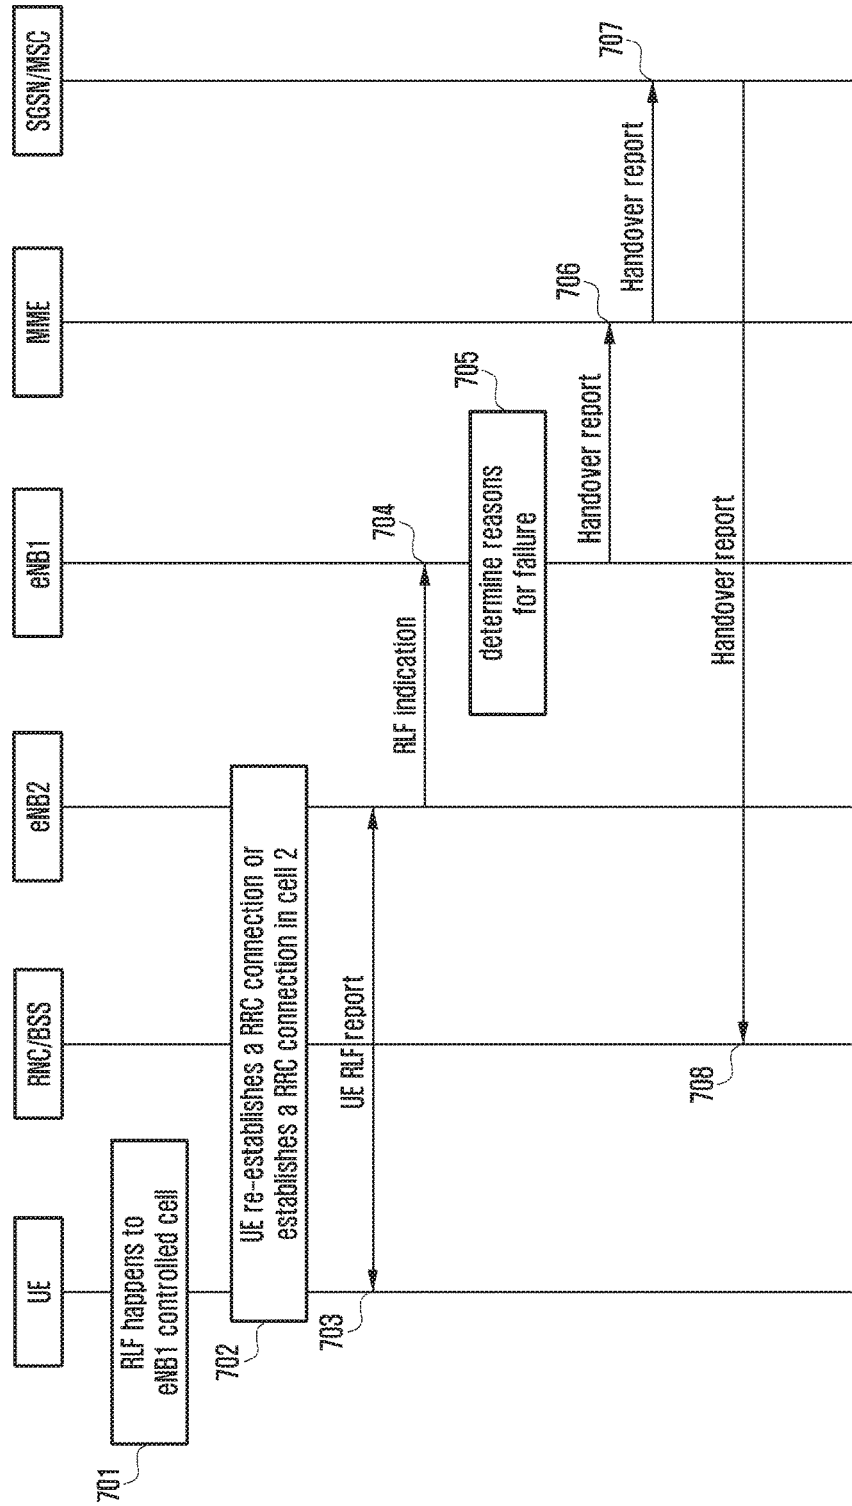 UE
RNC/BSS
eNB2
eNB1
MME
SGSN/MSC
701
RLF happens to
eNB1 controlled cell
702
UE re-establishes a RRC connection or
establishes a RRC connection in cell 2
703
UE RLF report
704
RLF indication
705
determine reasons
for failure
706
Handover report
707
Handover report
708
Handover report